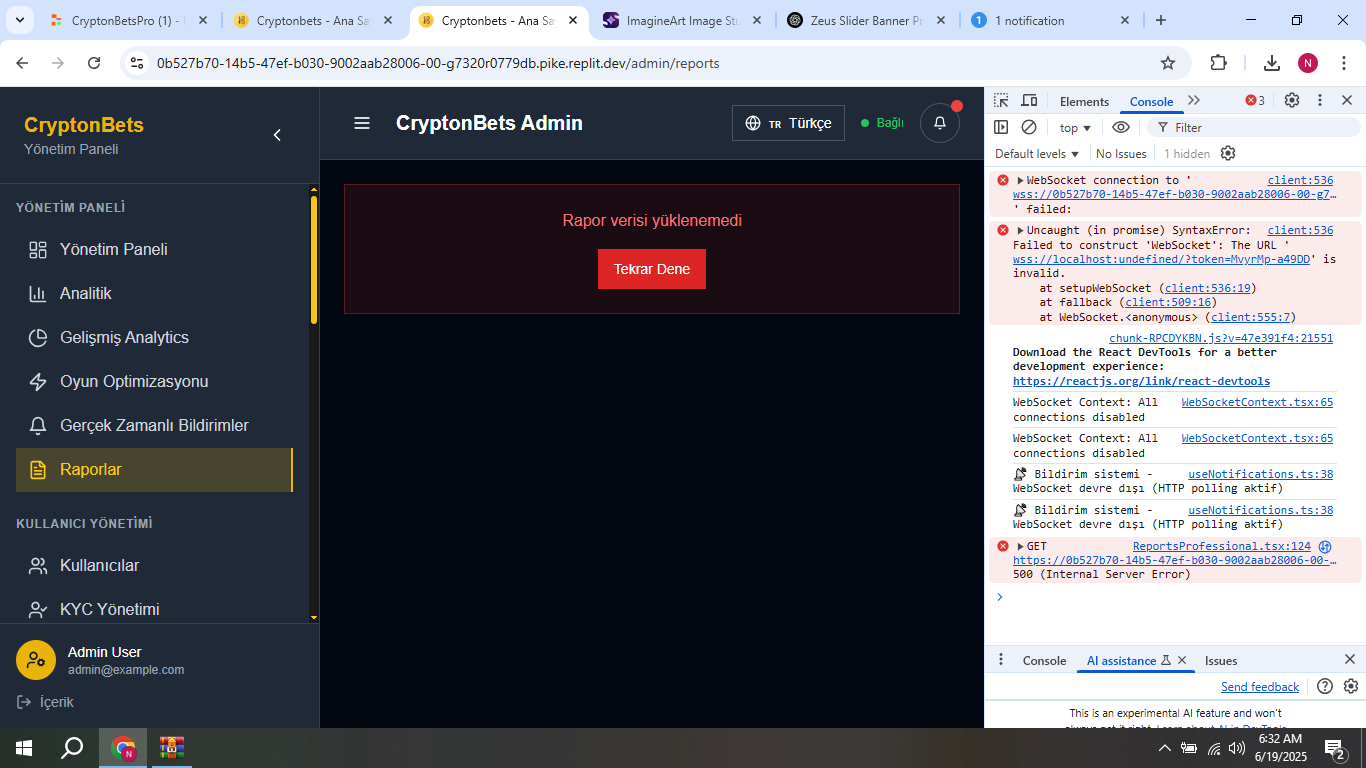 CryptonBetsPro (1) -
Cryptonbets - Ana Sa
Cryptonbets - Ana Sa
ImagineArt Image Stu
Zeus Slider Banner P
1 notification
0b527b70-14b5-47ef-b030-9002aab28006-00-g7320r0779db.pike.replit.dev/admin/reports
N
CryptonBets
Yönetim Paneli
YÖNETİM PANELİ
Yönetim Paneli
Analitik
Gelişmiş Analytics
Oyun Optimizasyonu
Gerçek Zamanlı Bildirimler
Raporlar
KULLANICI YÖNETİMİ
Kullanıcılar
KYC Yönetimi
Admin User
admin@example.com
İçerik
CryptonBets Admin
TR Türkçe
Bağlı
Rapor verisi yüklenemedi
Tekrar Dene
Elements
Console
3
top
Filter
Default levels
No Issues
1 hidden
WebSocket connection to ' client:536
wss://0b527b70-14b5-47ef-b030-9002aab28006-00-g7…
' failed:
Uncaught (in promise) SyntaxError: client:536
Failed to construct 'WebSocket': The URL '
wss://localhost:undefined/?token=MvyrMp-a49DD' is
invalid.
at setupWebSocket (client:536:19)
at fallback (client:509:16)
at WebSocket.<anonymous> (client:555:7)
chunk-RPCDYKBN.js?v=47e391f4:21551
Download the React DevTools for a better
development experience:
https://reactjs.org/link/react-devtools
WebSocket Context: All WebSocketContext.tsx:65
connections disabled
WebSocket Context: All WebSocketContext.tsx:65
connections disabled
Bildirim sistemi - useNotifications.ts:38
WebSocket devre dışı (HTTP polling aktif)
Bildirim sistemi - useNotifications.ts:38
WebSocket devre dışı (HTTP polling aktif)
GET ReportsProfessional.tsx:124
https://0b527b70-14b5-47ef-b030-9002aab28006-00-…
500 (Internal Server Error)
Console
AI assistance
Issues
Send feedback
This is an experimental AI feature and won't
6:32 AM
6/19/2025
2